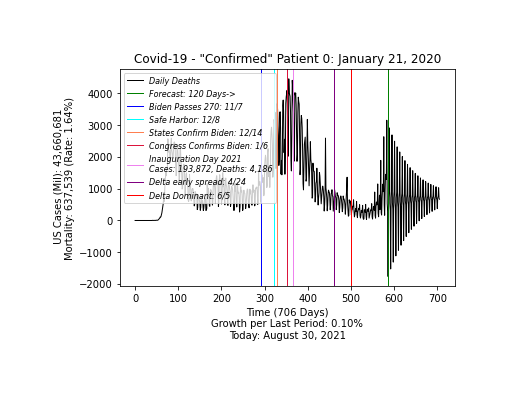 Covid-19 - "Confirmed" Patient 0: January 21, 2020
US Cases (Mil): 43,660,681
Mortality: 637,539 (Rate: 1.64%)
4000
3000
2000
1000
0
−1000
−2000
Daily Deaths
Forecast: 120 Days->
Biden Passes 270: 11/7
Safe Harbor: 12/8
States Confirm Biden: 12/14
Congress Confirms Biden: 1/6
Inauguration Day 2021
Cases: 193,872, Deaths: 4,186
Delta early spread: 4/24
Delta Dominant: 6/5
0 100 200 300 400 500 600 700
Time (706 Days)
Growth per Last Period: 0.10%
Today: August 30, 2021